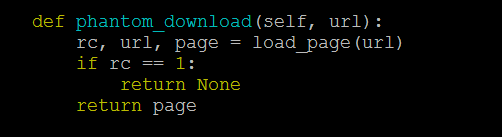 def phantom_download(self, url):
    rc, url, page = load_page(url)
    if rc == 1:
        return None
    return page